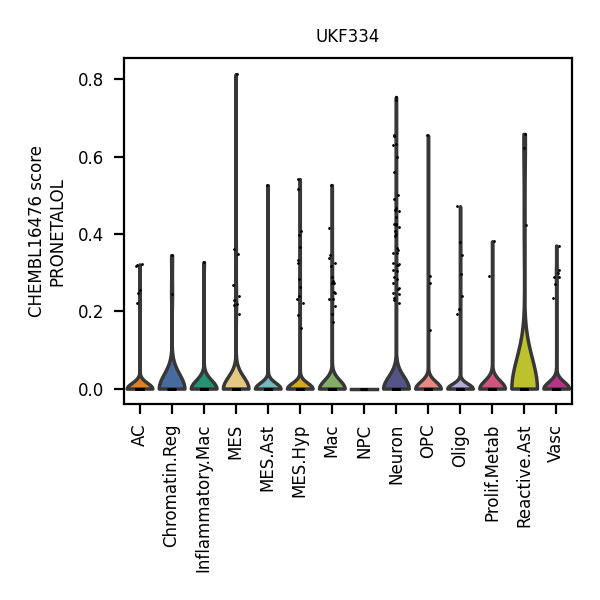 UKF334
CHEMBL16476 score
PRONETALOL
0.8
0.6
0.4
0.2
0.0
AC
Chromatin.Reg
Inflammatory.Mac
MES
MES.Ast
MES.Hyp
Mac
NPC
Neuron
OPC
Oligo
Prolif.Metab
Reactive.Ast
Vasc